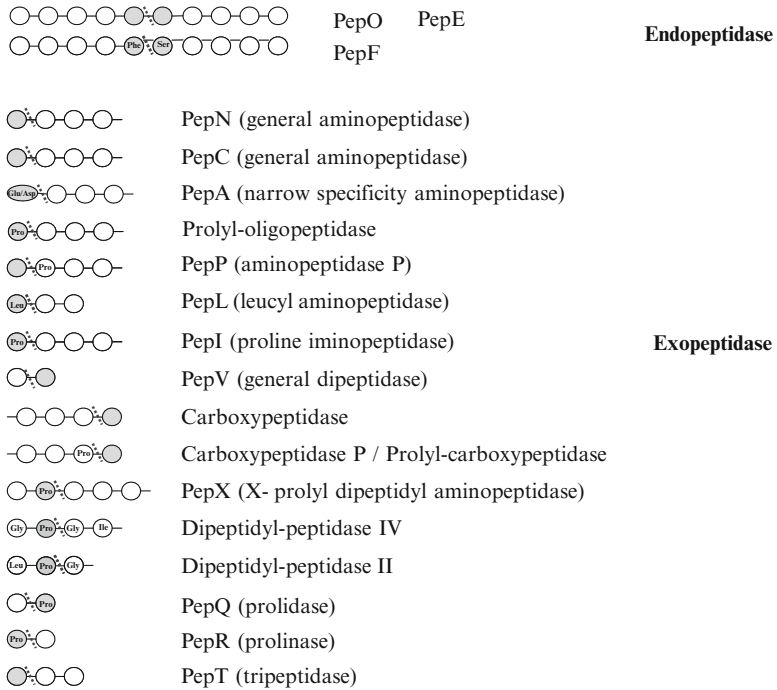 PepO PepE
Endopeptidase
Phe Ser
PepF
PepN (general aminopeptidase)
PepC (general aminopeptidase)
Glu/Asp PepA (narrow specificity aminopeptidase)
Pro Prolyl-oligopeptidase
Pro PepP (aminopeptidase P)
Leu PepL (leucyl aminopeptidase)
Pro PepI (proline iminopeptidase)
Exopeptidase
PepV (general dipeptidase)
Carboxypeptidase
Pro Carboxypeptidase P / Prolyl-carboxypeptidase
Pro PepX (X- prolyl dipeptidyl aminopeptidase)
Gly Pro Gly Ile Dipeptidyl-peptidase IV
Leu Pro Gly Dipeptidyl-peptidase II
Pro PepQ (prolidase)
Pro PepR (prolinase)
PepT (tripeptidase)